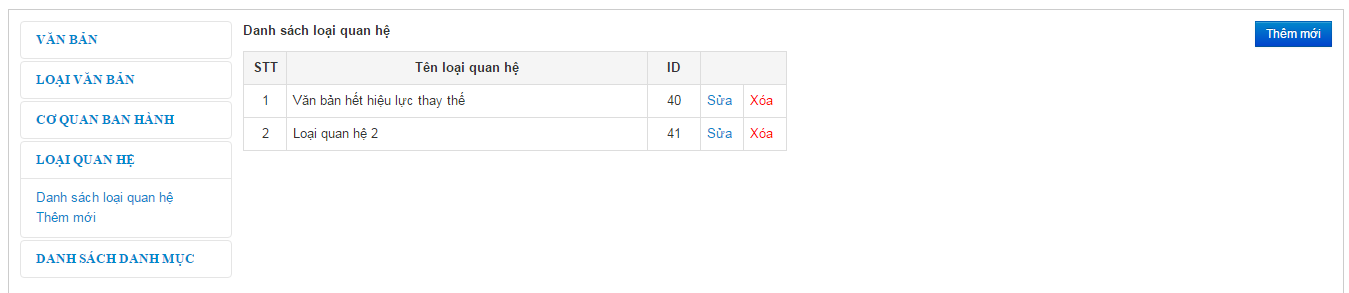 VĂN BẢN
LOẠI VĂN BẢN
CƠ QUAN BAN HÀNH
LOẠI QUAN HỆ
Danh sách loại quan hệ
Thêm mới
DANH SÁCH DANH MỤC
Danh sách loại quan hệ
Thêm mới
STT Tên loại quan hệ ID
1 Văn bản hết hiệu lực thay thế 40 Sửa Xóa
2 Loại quan hệ 2 41 Sửa Xóa